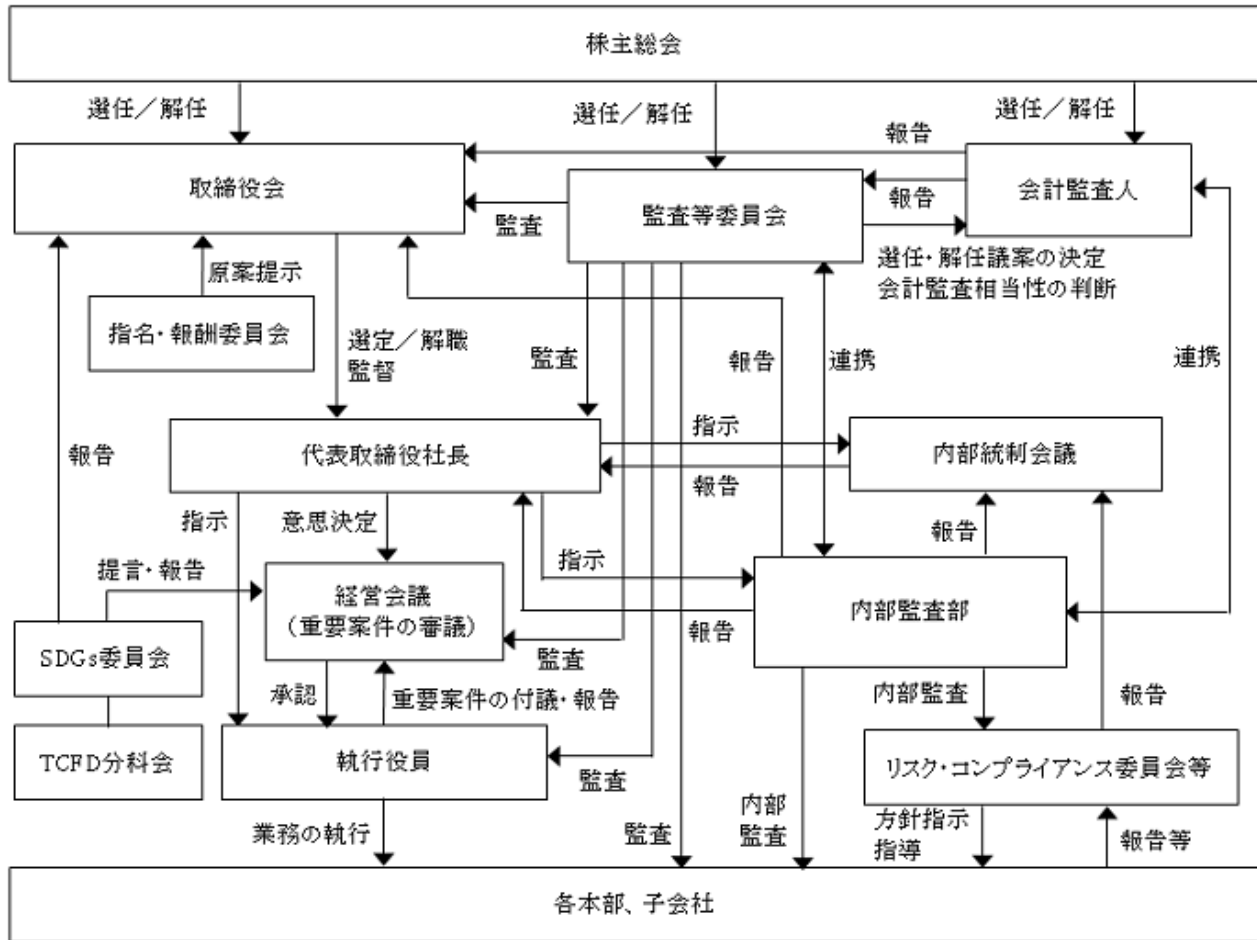 株主総会
選任／解任
選任／解任
選任／解任
報告
取締役会
監査等委員会
会計監査人
監査
報告
原案提示
選任・解任議案の決定
会計監査相当性の判断
指名・報酬委員会
選定／解職
監督
監査
報告
連携
連携
報告
代表取締役社長
指示
内部統制会議
報告
指示
意思決定
報告
提言・報告
指示
経営会議
（重要案件の審議）
内部監査部
報告
SDGs委員会
監査
承認
重要案件の付議・報告
内部監査
報告
TCFD分科会
執行役員
監査
リスク・コンプライアンス委員会等
業務の執行
監査
内部
監査
方針指示
指導
報告等
各本部、子会社